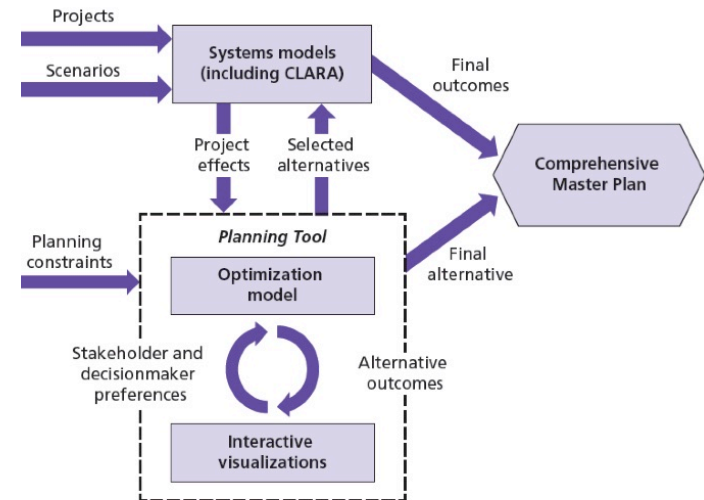 Projects
Scenarios
Systems models
(including CLARA)
Final
outcomes
Project
effects
Selected
alternatives
Comprehensive
Master Plan
Planning
constraints
Planning Tool
Optimization
model
Final
alternative
Stakeholder and
decisionmaker
preferences
Alternative
outcomes
Interactive
visualizations